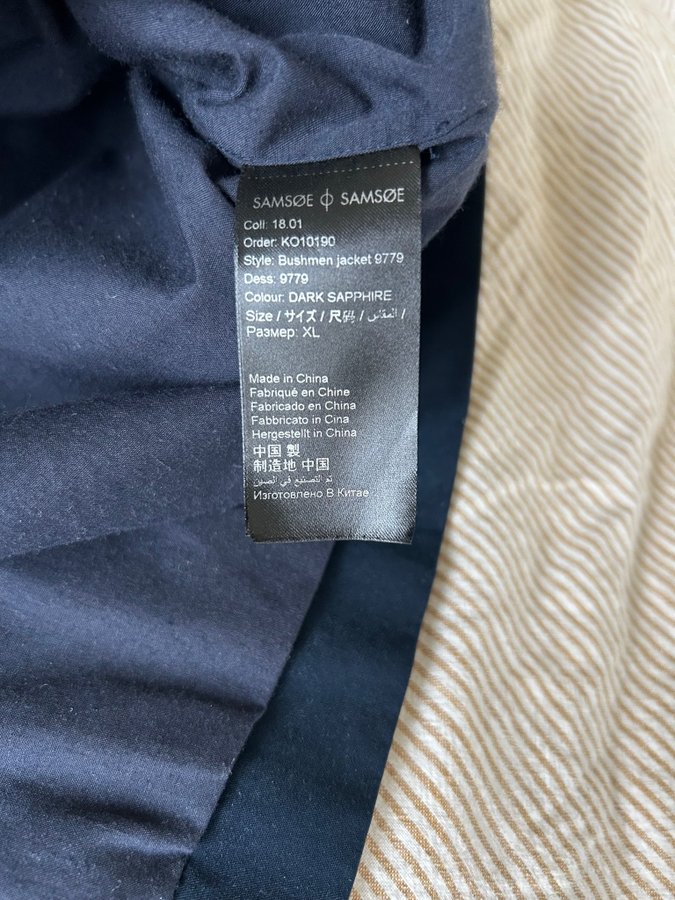 SAMSØE ϕ SAMSØE
Coll: 18.01
Order: KO10190
Style: Bushmen jacket 9779
Dess: 9779
Colour: DARK SAPPHIRE
Size / サイズ / 尺码 / المقاس /
Размер: XL
Made in China
Fabriqué en Chine
Fabricado en China
Fabbricato in Cina
Hergestellt in China
中国 製
制造地 中国
تم التصنيع في الصين
Изготовлено В Китае